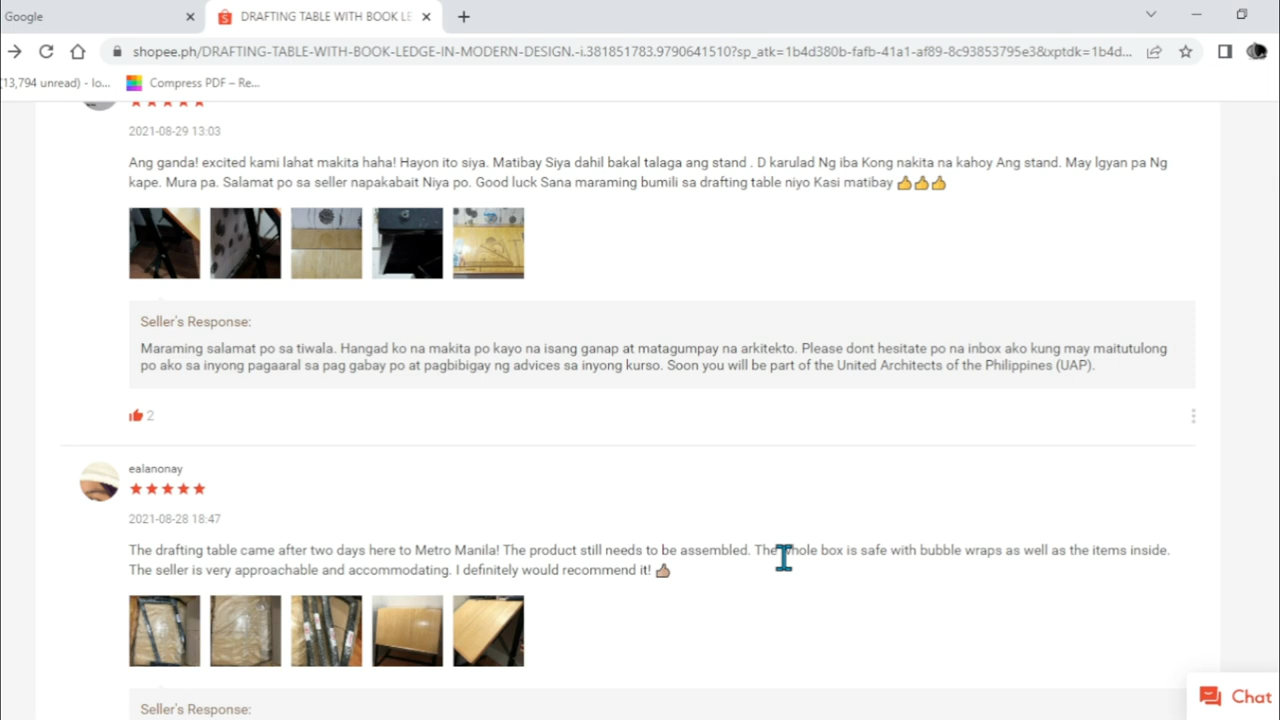 Google
DRAFTING TABLE WITH BOOK LE
shopee.ph/DRAFTING-TABLE-WITH-BOOK-LEDGE-IN-MODERN-DESIGN.-i.381851783.9790641510?sp_atk=1b4d380b-fafb-41a1-af89-8c93853795e3&xptdk=1b4d...
(13,794 unread) - lo...
Compress PDF – Re...
2021-08-29 13:03
Ang ganda! excited kami lahat makita haha! Hayon ito siya. Matibay Siya dahil bakal talaga ang stand . D karulad Ng iba Kong nakita na kahoy Ang stand. May lgyan pa Ng
kape. Mura pa. Salamat po sa seller napakabait Niya po. Good luck Sana maraming bumili sa drafting table niyo Kasi matibay 👍👍👍
Seller's Response:
Maraming salamat po sa tiwala. Hangad ko na makita po kayo na isang ganap at matagumpay na arkitekto. Please dont hesitate po na inbox ako kung may maitutulong
po ako sa inyong pagaaral sa pag gabay po at pagbibigay ng advices sa inyong kurso. Soon you will be part of the United Architects of the Philippines (UAP).
2
ealanonay
2021-08-28 18:47
The drafting table came after two days here to Metro Manila! The product still needs to be assembled. The whole box is safe with bubble wraps as well as the items inside.
The seller is very approachable and accommodating. I definitely would recommend it! 👍🏼
Seller's Response:
Chat